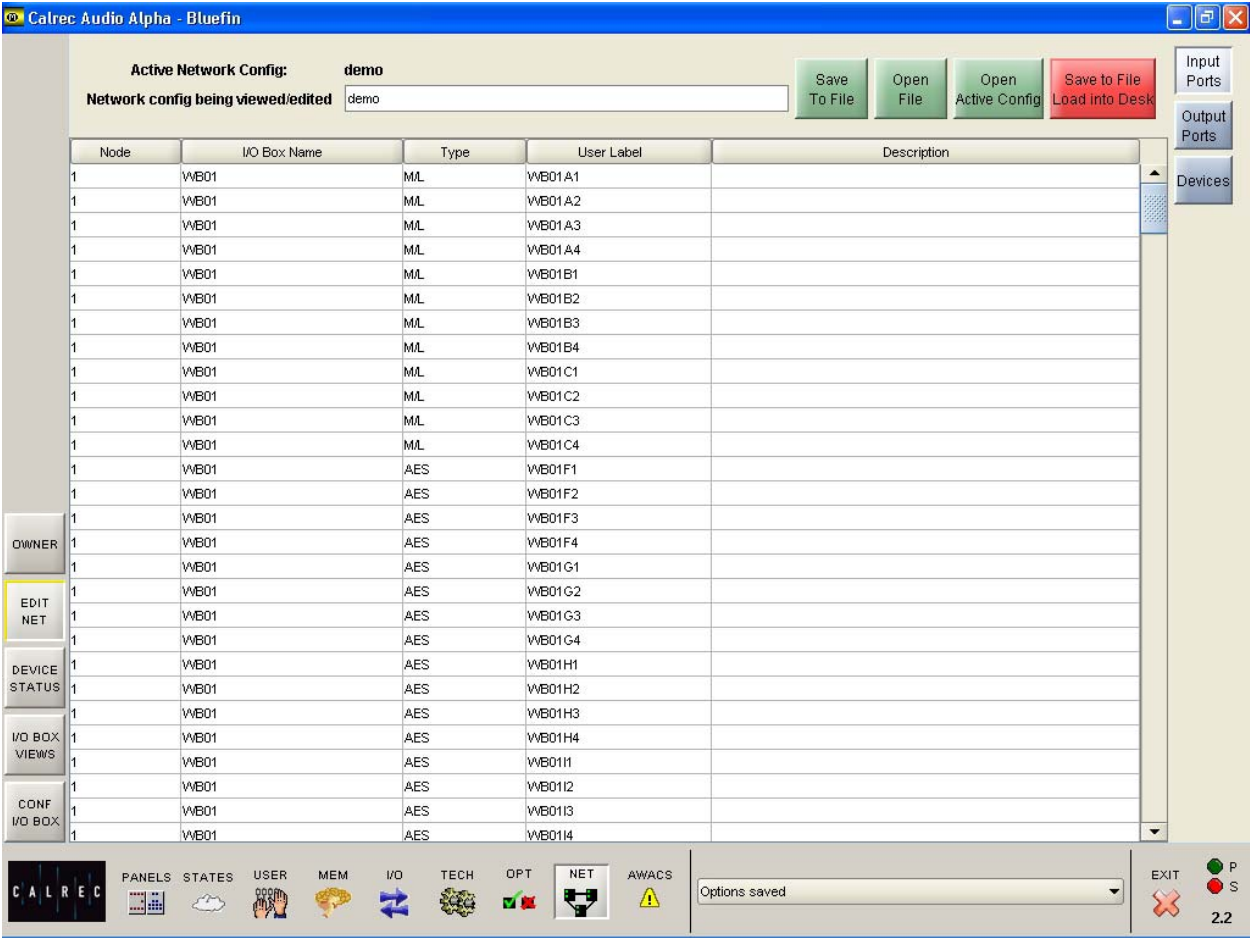 Calrec Audio Alpha - Bluefin
Active Network Config: demo
Network config being viewed/edited demo
Save To File
Open File
Open Active Config
Save to File Load into Desk
Input Ports
Output Ports
Devices
Node I/O Box Name Type User Label Description
1 WB01 M/L WB01A1
1 WB01 M/L WB01A2
1 WB01 M/L WB01A3
1 WB01 M/L WB01A4
1 WB01 M/L WB01B1
1 WB01 M/L WB01B2
1 WB01 M/L WB01B3
1 WB01 M/L WB01B4
1 WB01 M/L WB01C1
1 WB01 M/L WB01C2
1 WB01 M/L WB01C3
1 WB01 M/L WB01C4
1 WB01 AES WB01F1
1 WB01 AES WB01F2
1 WB01 AES WB01F3
1 WB01 AES WB01F4
1 WB01 AES WB01G1
1 WB01 AES WB01G2
1 WB01 AES WB01G3
1 WB01 AES WB01G4
1 WB01 AES WB01H1
1 WB01 AES WB01H2
1 WB01 AES WB01H3
1 WB01 AES WB01H4
1 WB01 AES WB01I1
1 WB01 AES WB01I2
1 WB01 AES WB01I3
1 WB01 AES WB01I4
OWNER
EDIT NET
DEVICE STATUS
I/O BOX VIEWS
CONF I/O BOX
CALREC
PANELS STATES USER MEM I/O TECH OPT NET AWACS
Options saved
EXIT
P
S
2.2